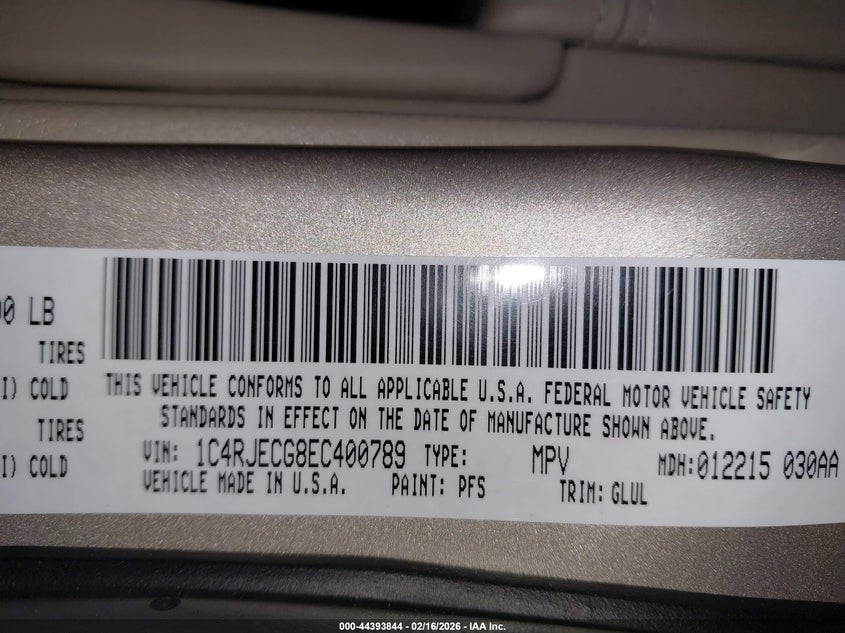 00 LB
TIRES
I) COLD
TIRES
I) COLD
THIS VEHICLE CONFORMS TO ALL APPLICABLE U.S.A. FEDERAL MOTOR VEHICLE SAFETY
STANDARDS IN EFFECT ON THE DATE OF MANUFACTURE SHOWN ABOVE.
VIN: 1C4RJECG8EC400789 TYPE: MPV MDH:012215 030AA
VEHICLE MADE IN U.S.A. PAINT: PFS TRIM: GLUL
000-44393844 - 02/16/2026 - IAA Inc.